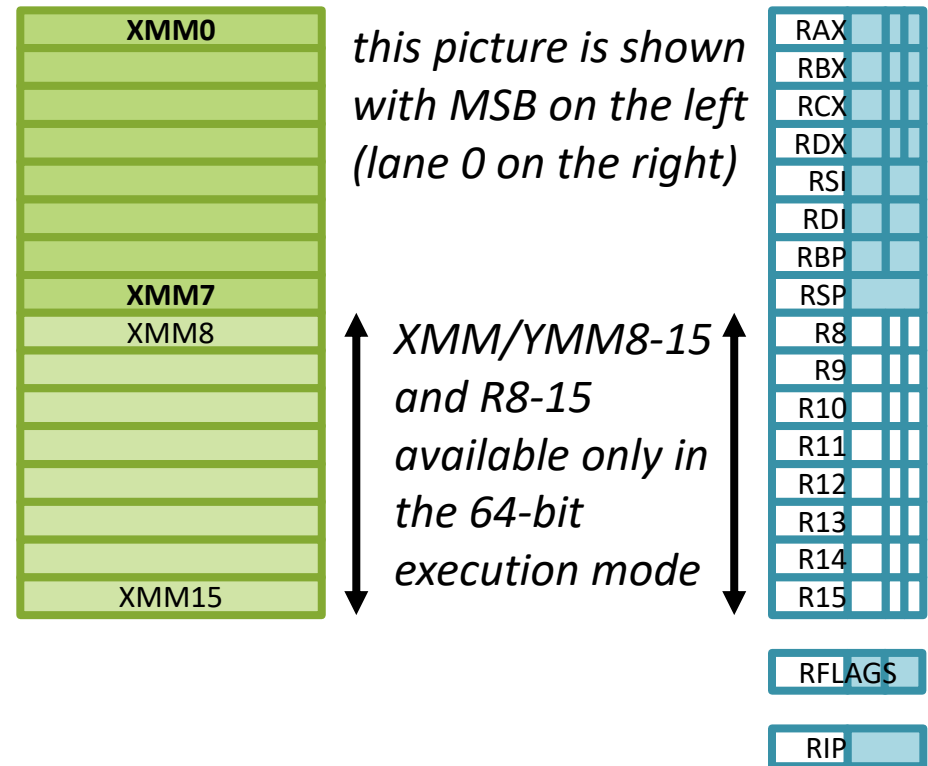 XMM0
XMM7
XMM8
XMM15
this picture is shown
with MSB on the left
(lane 0 on the right)
XMM/YMM8-15
and R8-15
available only in
the 64-bit
execution mode
RAX
RBX
RCX
RDX
RSI
RDI
RBP
RSP
R8
R9
R10
R11
R12
R13
R14
R15
RFLAGS
RIP